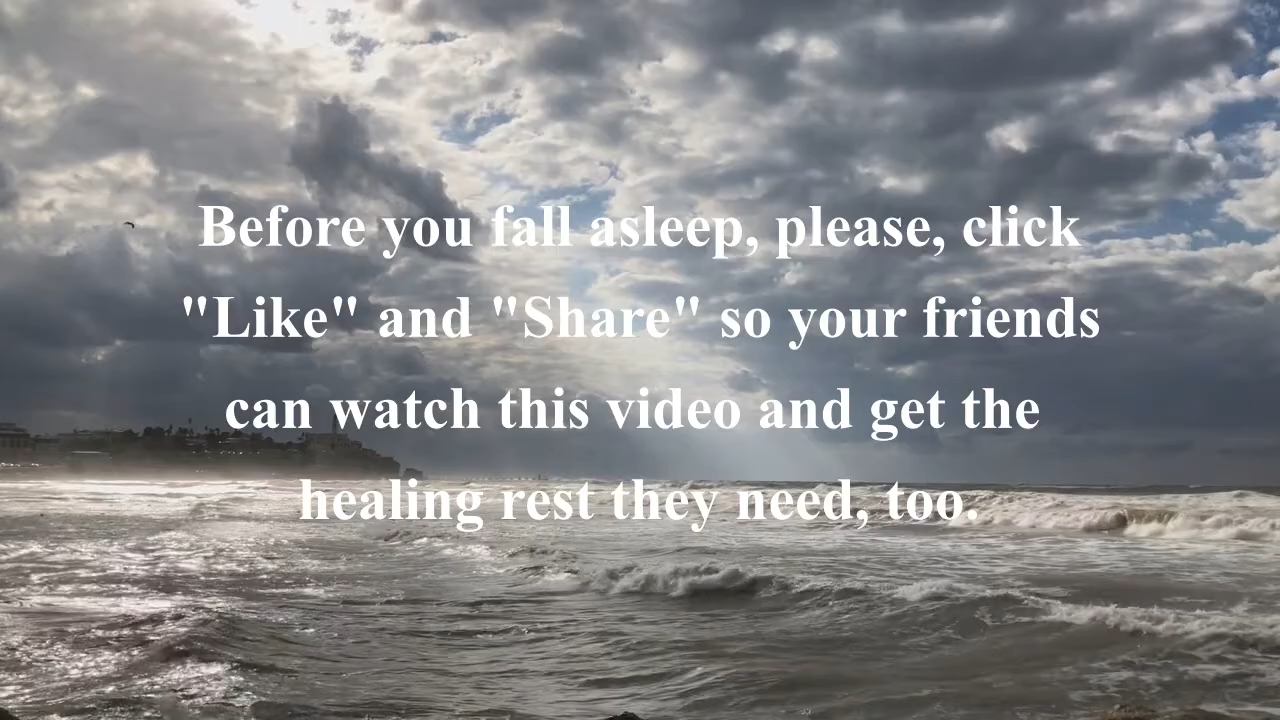 Before you fall asleep, please, click
"Like" and "Share" so your friends
can watch this video and get the
healing rest they need, too.